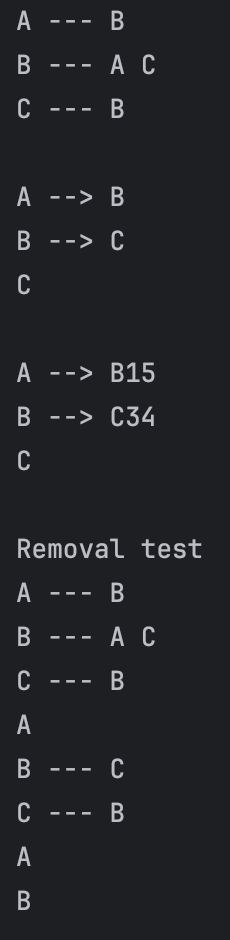 A --- B
B --- A C
C --- B
A --> B
B --> C
C
A --> B15
B --> C34
C
Removal test
A --- B
B --- A C
C --- B
A
B --- C
C --- B
A
B